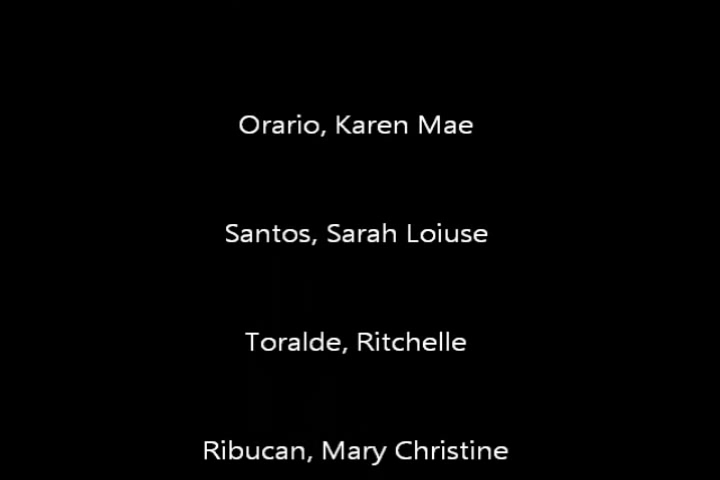 Orario, Karen Mae
Santos, Sarah Loiuse
Toralde, Ritchelle
Ribucan, Mary Christine